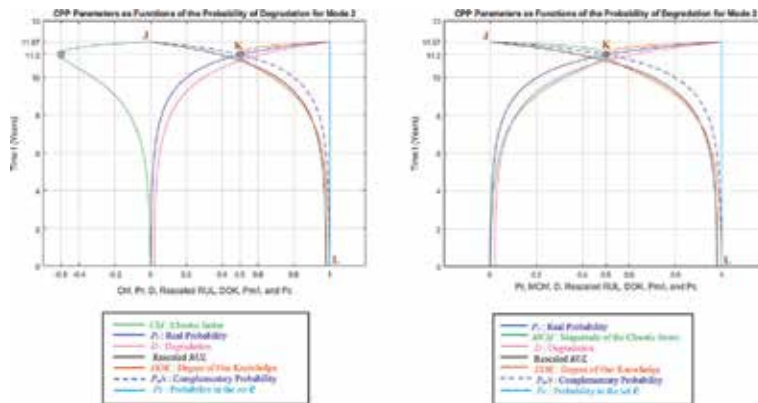 CPP Parameters as Functions of the Probability of Degradation for Mode 2
J
K
L
Time t (Years)
11.2
10
8
6
4
2
0
-0.5 -0.4 -0.2 0 0.2 0.4 0.5 0.6 0.8 1
Chf, Pr, D, Rescaled RUL, DOK, Pm/i, and Pc
Chf : Chaotic factor
Pr : Real Probability
D : Degradation
Rescaled RUL
DOK : Degree of Our Knowledge
Pm/i : Complementary Probability
Pc : Probability in the set
CPP Parameters as Functions of the Probability of Degradation for Mode 2
J
K
L
Time t (Years)
11.2
10
8
6
4
2
0
0 0.2 0.4 0.5 0.6 0.8 1
Pr, MChf, D, Rescaled RUL, DOK, Pm/i, and Pc
Pr : Real Probability
MChf : Magnitude of the Chaotic factor
D : Degradation
Rescaled RUL
DOK : Degree of Our Knowledge
Pm/i : Complementary Probability
Pc : Probability in the set